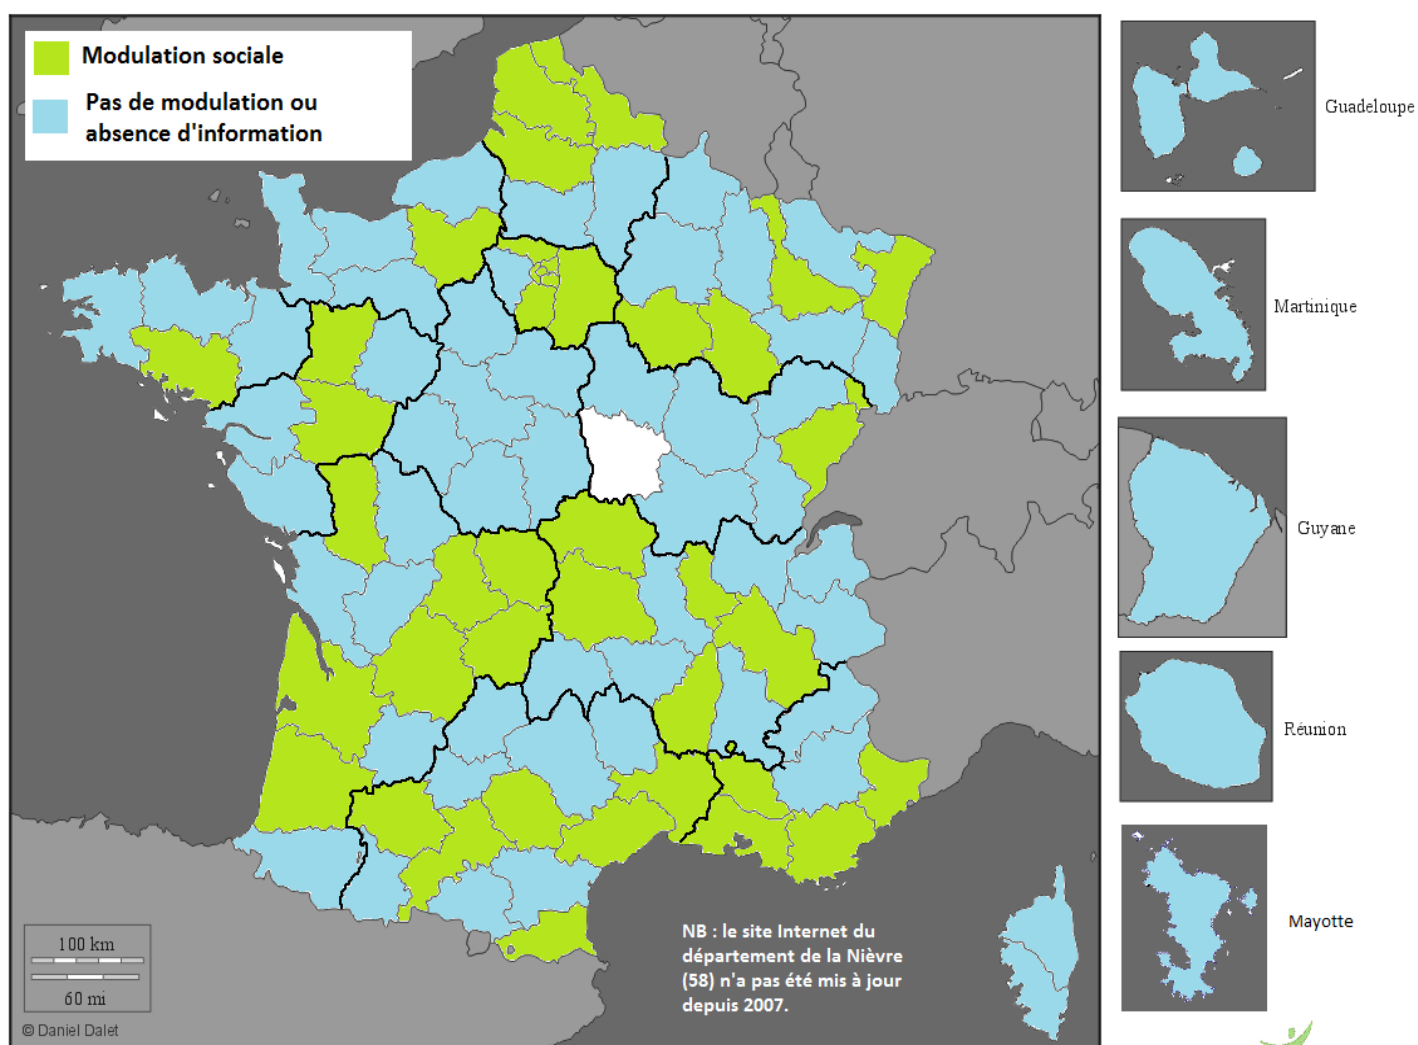 Modulation sociale
Pas de modulation ou
absence d'information
Guadeloupe
Martinique
Guyane
Réunion
Mayotte
NB : le site Internet du
département de la Nièvre
(58) n'a pas été mis à jour
depuis 2007.
100 km
60 mi
© Daniel Dalet